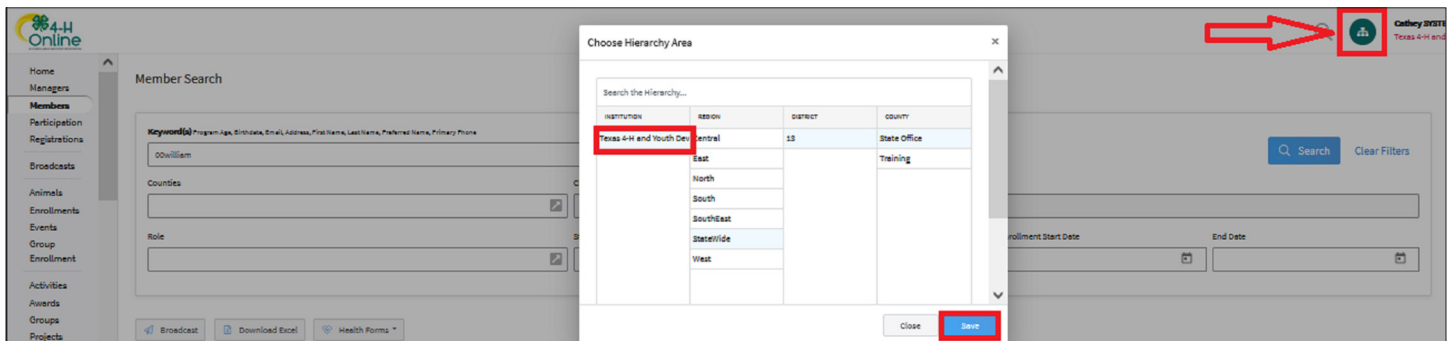 4-H
Online
Cathey SYSTE
Texas 4-H and
Home
Managers
Members
Participation
Registrations
Broadcasts
Animals
Enrollments
Events
Group
Enrollment
Activities
Awards
Groups
Projects
Member Search
Keyword(s) Program Age, Birthdate, Email, Address, First Name, Last Name, Preferred Name, Primary Phone
00william
Search
Clear Filters
Counties
C
Role
S
rollment Start Date
End Date
Broadcast
Download Excel
Health Forms
Choose Hierarchy Area
×
Search the Hierarchy...
INSTITUTION REGION DISTRICT COUNTY
Texas 4-H and Youth Dev Central 13 State Office
East Training
North
South
SouthEast
StateWide
West
Close
Save